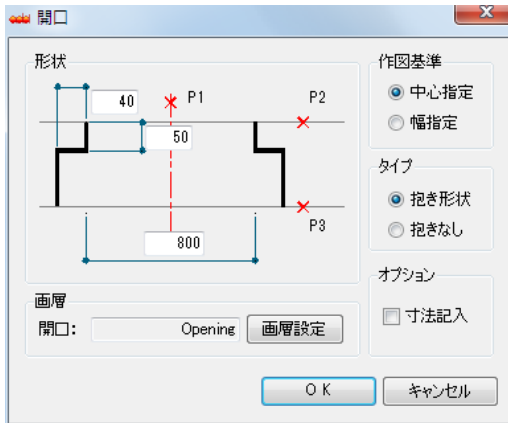 開口
形状
40
P1
P2
50
P3
800
画層
開口:
Opening
画層設定
作図基準
中心指定
幅指定
タイプ
抱き形状
抱きなし
オプション
寸法記入
OK
キャンセル